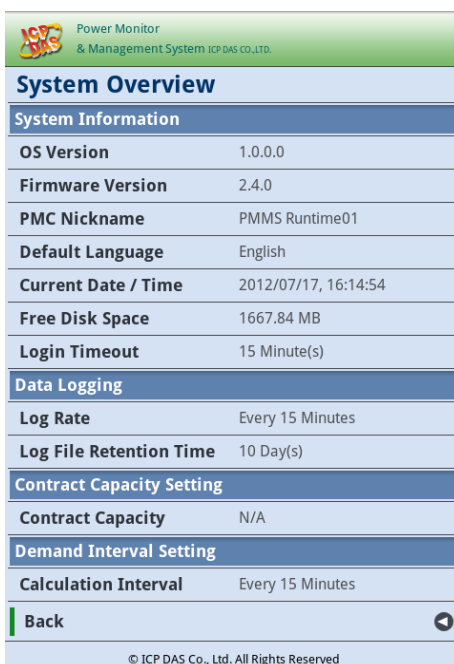 ICP DAS
Power Monitor
& Management System ICP DAS CO.,LTD.
System Overview
System Information
OS Version 1.0.0.0
Firmware Version 2.4.0
PMC Nickname PMMS Runtime01
Default Language English
Current Date / Time 2012/07/17, 16:14:54
Free Disk Space 1667.84 MB
Login Timeout 15 Minute(s)
Data Logging
Log Rate Every 15 Minutes
Log File Retention Time 10 Day(s)
Contract Capacity Setting
Contract Capacity N/A
Demand Interval Setting
Calculation Interval Every 15 Minutes
Back
© ICP DAS Co., Ltd. All Rights Reserved